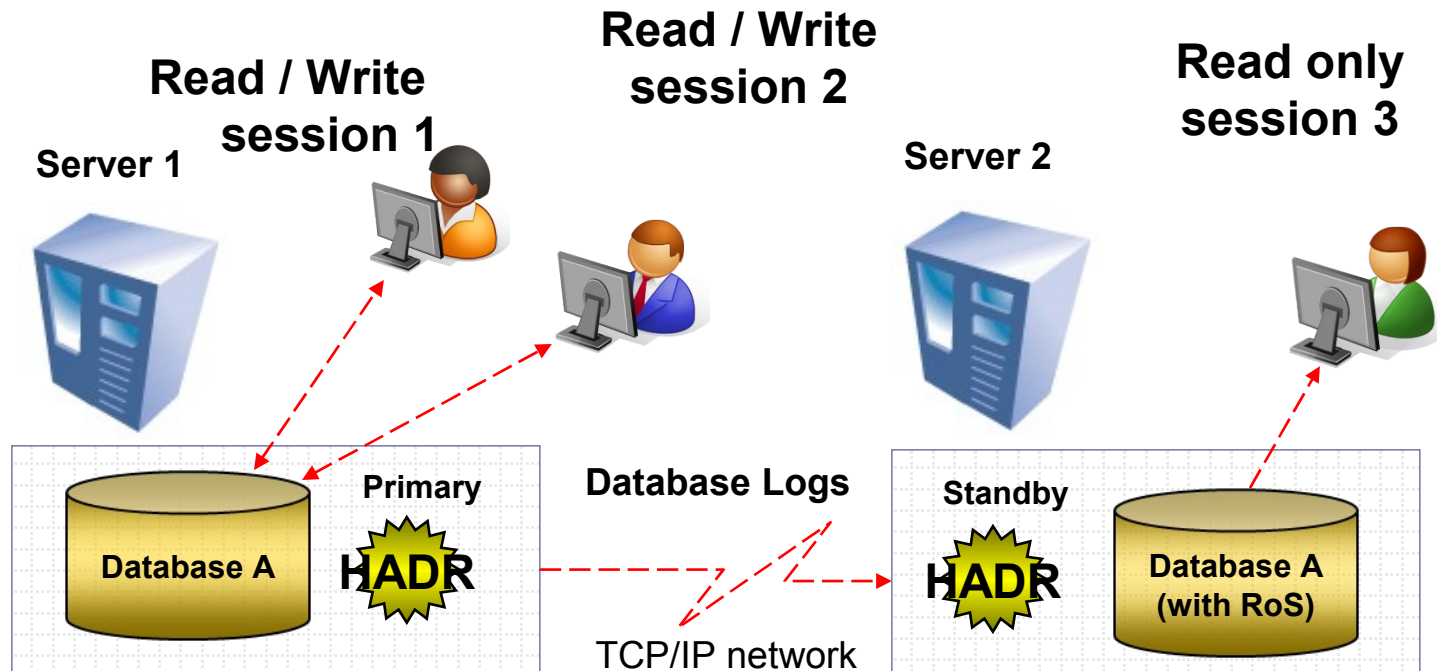 Read / Write
session 1
Read / Write
session 2
Read only
session 3
Server 1
Server 2
Database A
Primary
HADR
Database Logs
TCP/IP network
Standby
HADR
Database A
(with RoS)